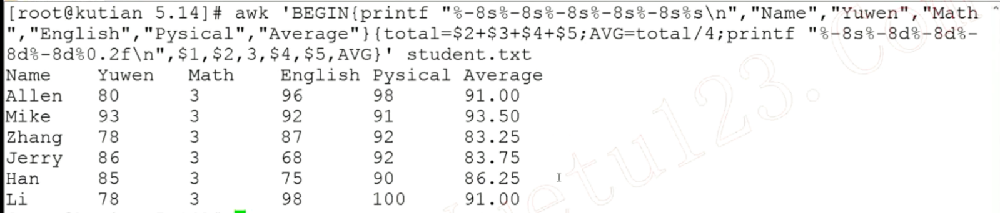 [root@kutian 5.14]# awk 'BEGIN{printf "%-8s%-8s%-8s%-8s%-8s%s\n","Name","Yuwen","Math
","English","Pysical","Average"}{total=$2+$3+$4+$5;AVG=total/4;printf "%-8s%-8d%-8d%-
8d%-8d%0.2f\n",$1,$2,3,$4,$5,AVG}' student.txt
Name Yuwen Math English Pysical Average
Allen 80 3 96 98 91.00
Mike 93 3 92 91 93.50
Zhang 78 3 87 92 83.25
Jerry 86 3 68 92 83.75
Han 85 3 75 90 86.25
Li 78 3 98 100 91.00